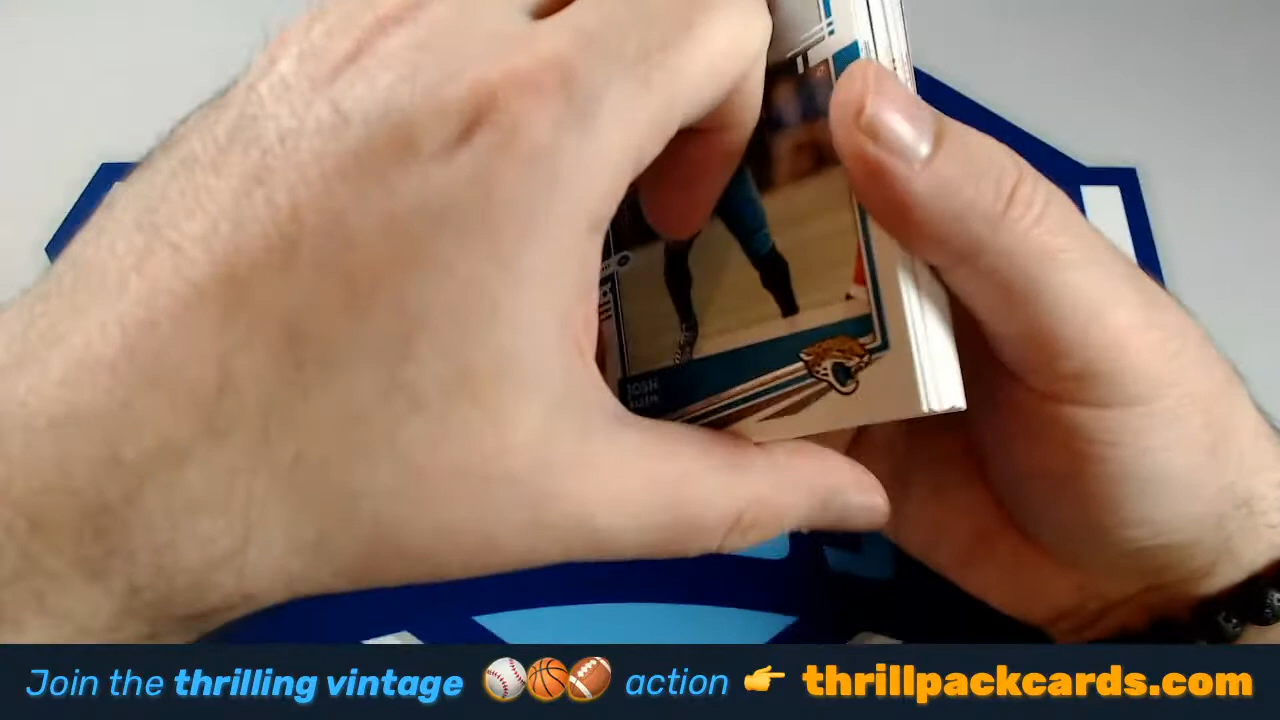 JOSH
ALLEN
Join the thrilling vintage ⚾🏀🏈 action 👉 thrillpackcards.com